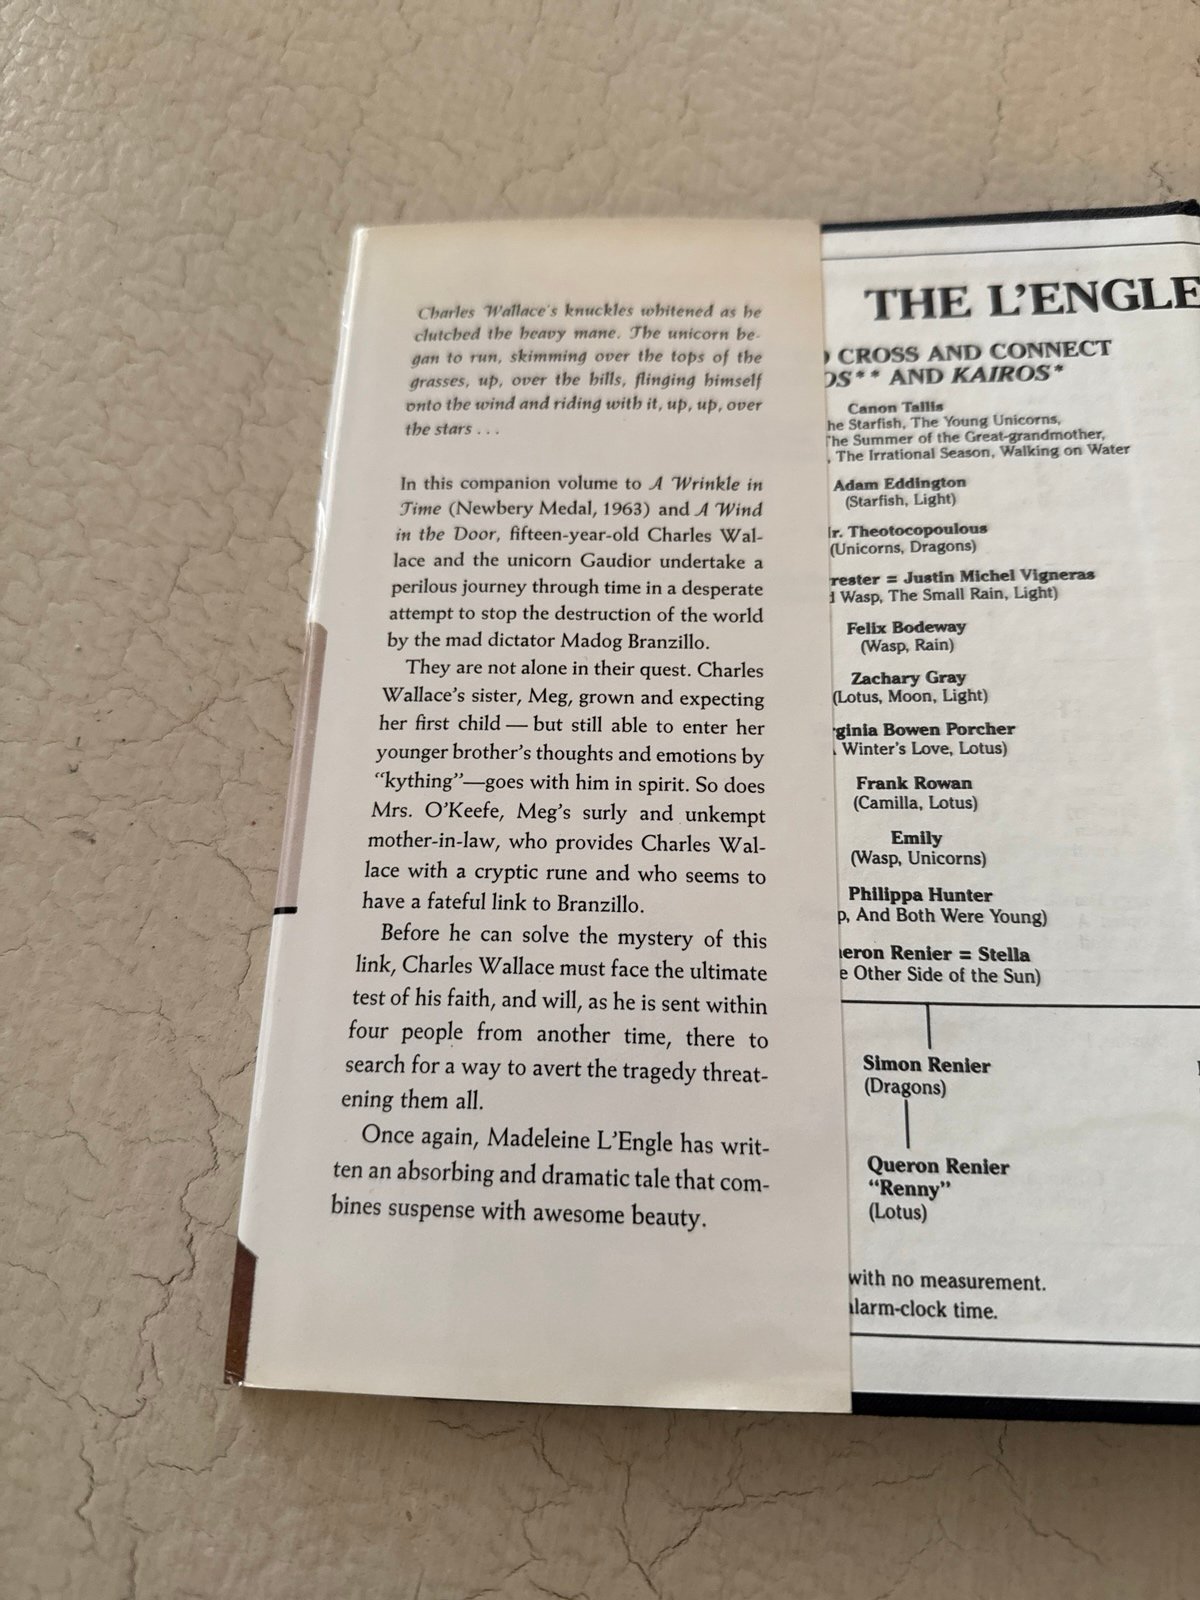 Charles Wallace's knuckles whitened as he
clutched the heavy mane. The unicorn be-
gan to run, skimming over the tops of the
grasses, up, over the hills, flinging himself
onto the wind and riding with it, up, up, over
the stars . . .
In this companion volume to A Wrinkle in
Time (Newbery Medal, 1963) and A Wind
in the Door, fifteen-year-old Charles Wal-
lace and the unicorn Gaudior undertake a
perilous journey through time in a desperate
attempt to stop the destruction of the world
by the mad dictator Madog Branzillo.
They are not alone in their quest. Charles
Wallace's sister, Meg, grown and expecting
her first child — but still able to enter her
younger brother's thoughts and emotions by
“kything”—goes with him in spirit. So does
Mrs. O'Keefe, Meg's surly and unkempt
mother-in-law, who provides Charles Wal-
lace with a cryptic rune and who seems to
have a fateful link to Branzillo.
Before he can solve the mystery of this
link, Charles Wallace must face the ultimate
test of his faith, and will, as he is sent within
four people from another time, there to
search for a way to avert the tragedy threat-
ening them all.
Once again, Madeleine L'Engle has writ-
ten an absorbing and dramatic tale that com-
bines suspense with awesome beauty.
THE L'ENGLE
CROSS AND CONNECT
OS** AND KAIROS*
Canon Tallis
he Starfish, The Young Unicorns,
The Summer of the Great-grandmother,
, The Irrational Season, Walking on Water
Adam Eddington
(Starfish, Light)
r. Theotocopoulous
(Unicorns, Dragons)
rester = Justin Michel Vigneras
Wasp, The Small Rain, Light)
Felix Bodeway
(Wasp, Rain)
Zachary Gray
(Lotus, Moon, Light)
ginia Bowen Porcher
Winter's Love, Lotus)
Frank Rowan
(Camilla, Lotus)
Emily
(Wasp, Unicorns)
Philippa Hunter
p, And Both Were Young)
eron Renier = Stella
e Other Side of the Sun)
Simon Renier
(Dragons)
Queron Renier
“Renny”
(Lotus)
with no measurement.
larm-clock time.